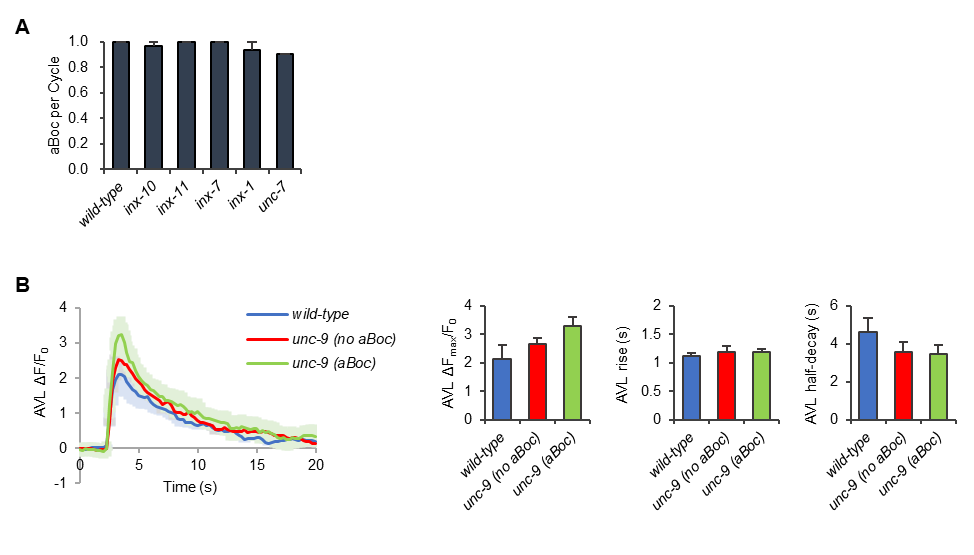 A
aBoc per Cycle
1.0
0.8
0.6
0.4
0.2
0.0
wild-type
inx-10
inx-11
inx-7
inx-1
unc-7
B
AVL ΔF/F0
4
3
2
1
0
-1
0
5
10
15
20
Time (s)
wild-type
unc-9 (no aBoc)
unc-9 (aBoc)
AVL ΔFmax/F0
4
3
2
1
0
wild-type
unc-9 (no aBoc)
unc-9 (aBoc)
AVL rise (s)
2
1.5
1
0.5
0
wild-type
unc-9 (no aBoc)
unc-9 (aBoc)
AVL half-decay (s)
6
4
2
0
wild-type
unc-9 (no aBoc)
unc-9 (aBoc)